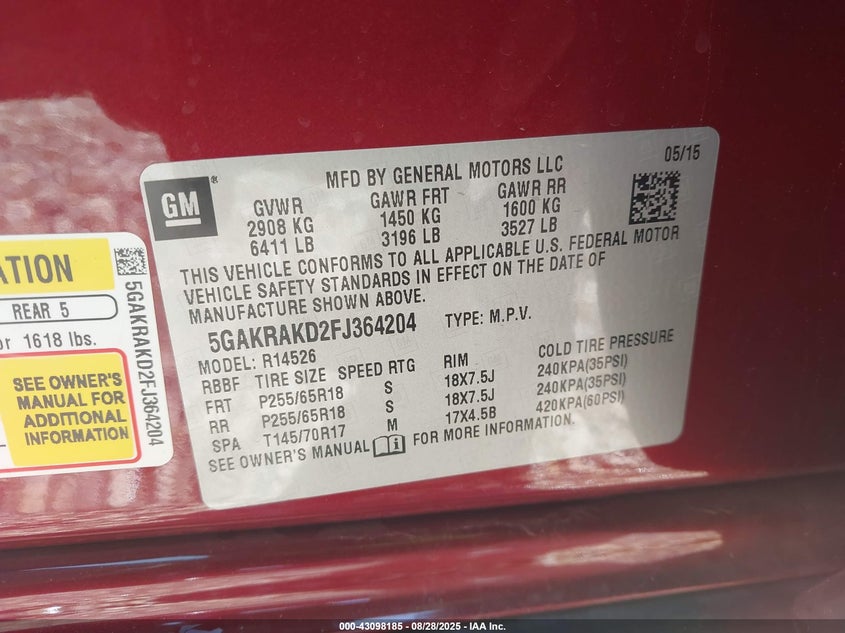 GM
MFD BY GENERAL MOTORS LLC
05/15
GVWR GAWR FRT GAWR RR
2908 KG 1450 KG 1600 KG
6411 LB 3196 LB 3527 LB
THIS VEHICLE CONFORMS TO ALL APPLICABLE U.S. FEDERAL MOTOR
VEHICLE SAFETY STANDARDS IN EFFECT ON THE DATE OF
MANUFACTURE SHOWN ABOVE.
5GAKRAKD2FJ364204 TYPE: M.P.V.
MODEL: R14526
RBBF TIRE SIZE SPEED RTG RIM COLD TIRE PRESSURE
FRT P255/65R18 S 18X7.5J 240KPA(35PSI)
RR P255/65R18 S 18X7.5J 240KPA(35PSI)
SPA T145/70R17 M 17X4.5B 420KPA(60PSI)
SEE OWNER'S MANUAL FOR MORE INFORMATION.
ATION
REAR 5
or 1618 lbs.
SEE OWNER'S
MANUAL FOR
ADDITIONAL
INFORMATION
5GAKRAKD2FJ364204
000-43098185 | 08/28/2025 - © IAA Inc.